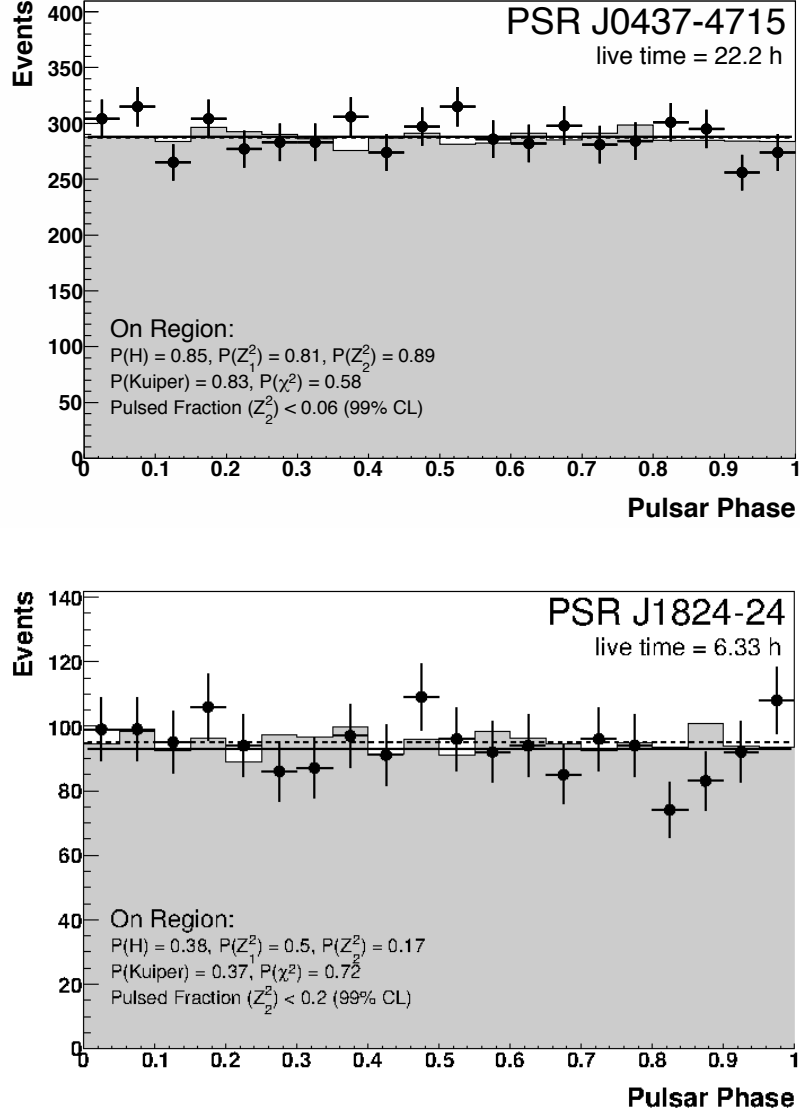 PSR J0437-4715
live time = 22.2 h
Events
400
350
300
250
200
150
100
50
0
On Region:
P(H) = 0.85, P(Z₁²) = 0.81, P(Z₂²) = 0.89
P(Kuiper) = 0.83, P(χ²) = 0.58
Pulsed Fraction (Z₂²) < 0.06 (99% CL)
0 0.1 0.2 0.3 0.4 0.5 0.6 0.7 0.8 0.9 1
Pulsar Phase
PSR J1824-24
live time = 6.33 h
Events
140
120
100
80
60
40
20
0
On Region:
P(H) = 0.38, P(Z₁²) = 0.5, P(Z₂²) = 0.17
P(Kuiper) = 0.37, P(χ²) = 0.72
Pulsed Fraction (Z₂²) < 0.2 (99% CL)
0 0.1 0.2 0.3 0.4 0.5 0.6 0.7 0.8 0.9 1
Pulsar Phase